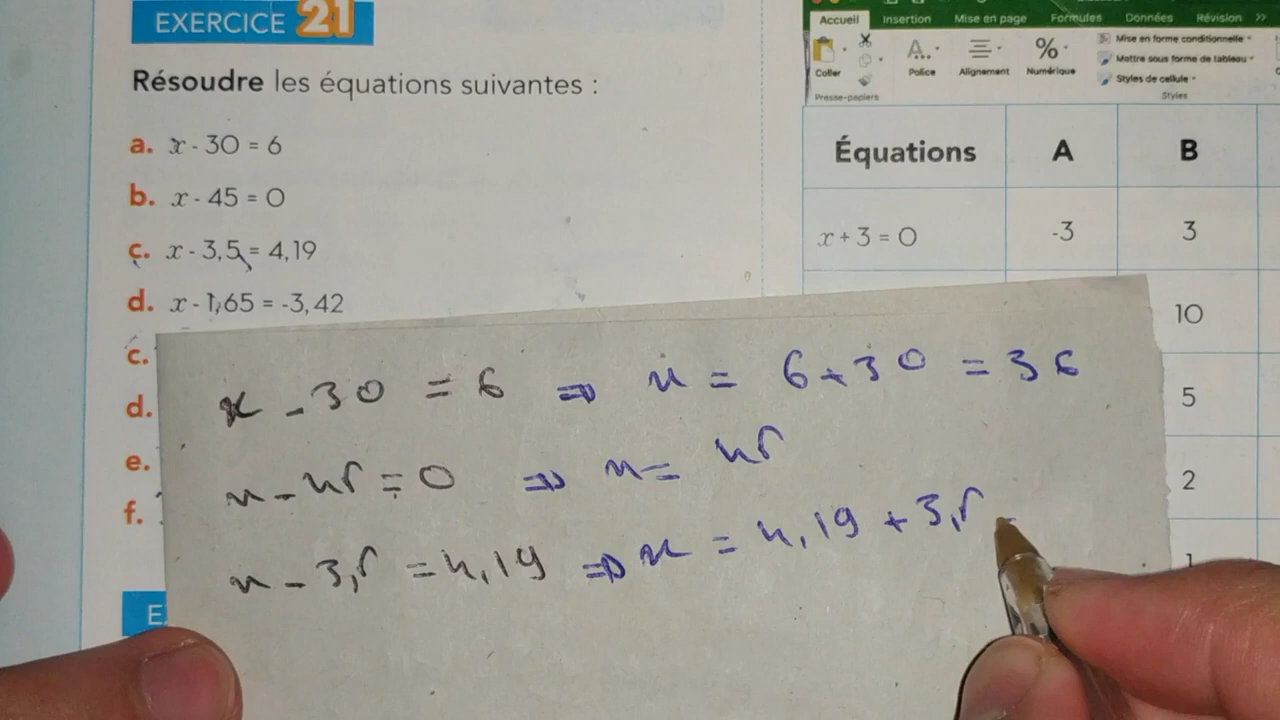 EXERCICE 21
Résoudre les équations suivantes :
a. x - 30 = 6
b. x - 45 = 0
c. x - 3,5 = 4,19
d. x - 1,65 = -3,42
c.
d.
e.
f.
E
Accueil Insertion Mise en page Formules Données Révision >>
Coller
Presse-papiers
Police
Alignement
%
Numérique
Mise en forme conditionnelle
Mettre sous forme de tableau
Styles de cellule
Styles
Équations A B
x + 3 = 0 -3 3
10
5
2
1
x - 30 = 6 ⇒ x = 6 + 30 = 36
x - 45 = 0 ⇒ x = 45
x - 3,5 = 4,19 ⇒ x = 4,19 + 3,5